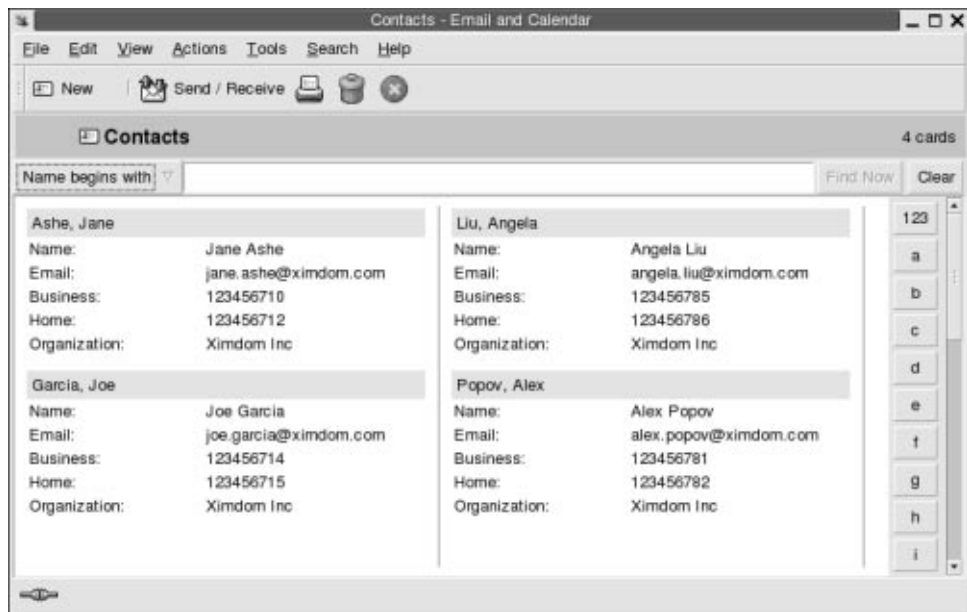 Contacts - Email and Calendar
File Edit View Actions Tools Search Help
New Send / Receive
Contacts 4 cards
Name begins with Find Now Clear
Ashe, Jane
Name: Jane Ashe
Email: jane.ashe@ximdom.com
Business: 123456710
Home: 123456712
Organization: Ximdom Inc
Garcia, Joe
Name: Joe Garcia
Email: joe.garcia@ximdom.com
Business: 123456714
Home: 123456715
Organization: Ximdom Inc
Liu, Angela
Name: Angela Liu
Email: angela.liu@ximdom.com
Business: 123456785
Home: 123456786
Organization: Ximdom Inc
Popov, Alex
Name: Alex Popov
Email: alex.popov@ximdom.com
Business: 123456781
Home: 123456782
Organization: Ximdom Inc
123
a
b
c
d
e
f
g
h
i